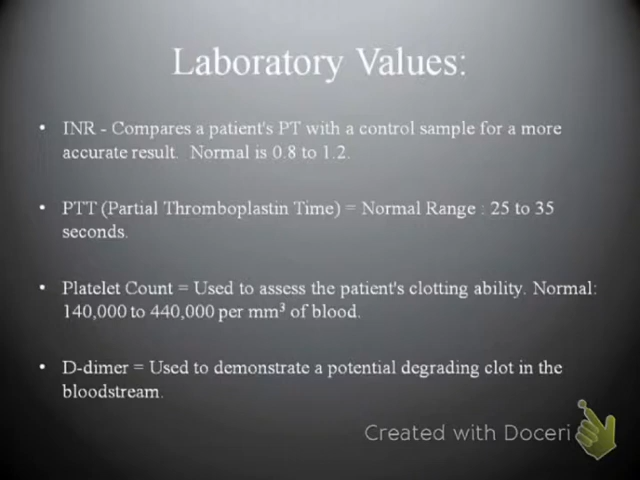 Laboratory Values:
• INR - Compares a patient's PT with a control sample for a more
accurate result.  Normal is 0.8 to 1.2.
• PTT (Partial Thromboplastin Time) = Normal Range : 25 to 35
seconds.
• Platelet Count = Used to assess the patient's clotting ability. Normal:
140,000 to 440,000 per mm³ of blood.
• D-dimer = Used to demonstrate a potential degrading clot in the
bloodstream.
Created with Doceri